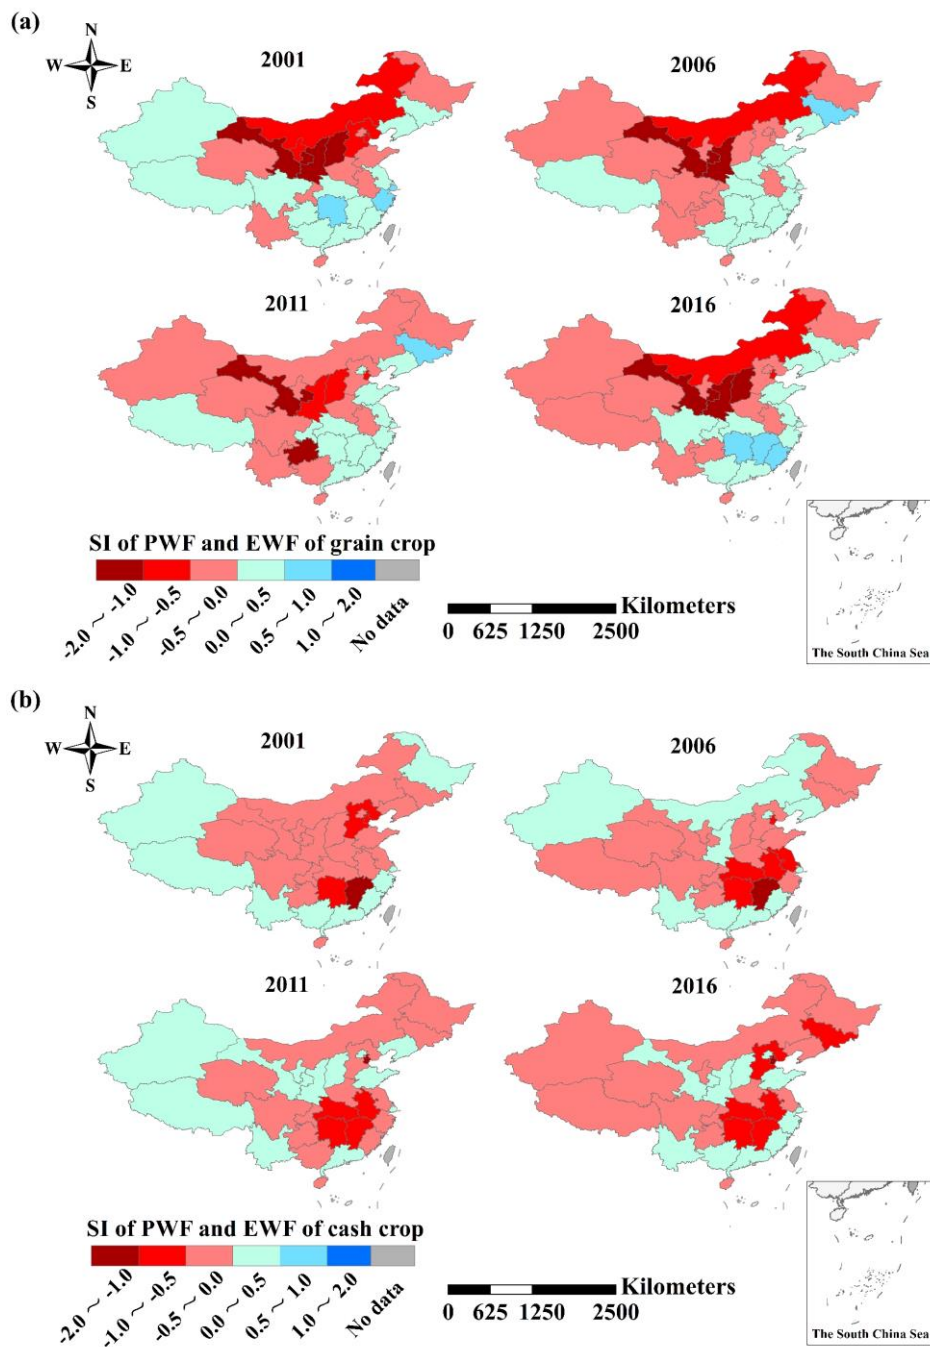 (a)
N
W E
S
2001
2006
2011
2016
SI of PWF and EWF of grain crop
-2.0～-1.0
-1.0～-0.5
-0.5～0.0
0.0～0.5
0.5～1.0
1.0～2.0
No data
Kilometers
0 625 1250 2500
The South China Sea
(b)
N
W E
S
2001
2006
2011
2016
SI of PWF and EWF of cash crop
-2.0～-1.0
-1.0～-0.5
-0.5～0.0
0.0～0.5
0.5～1.0
1.0～2.0
No data
Kilometers
0 625 1250 2500
The South China Sea